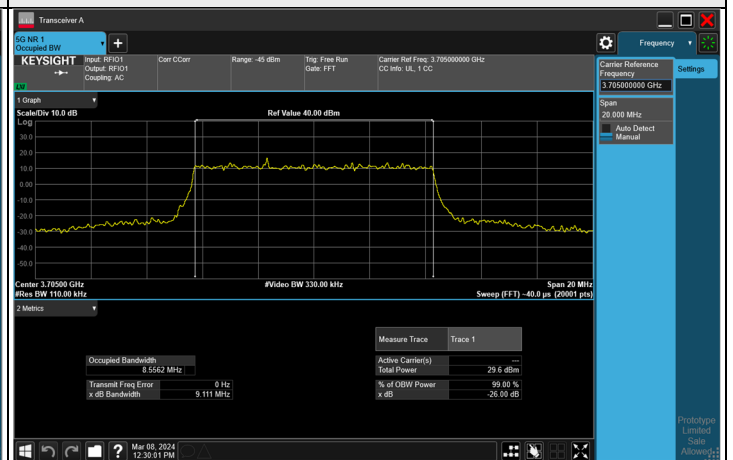 Transceiver A
5G NR 1
Occupied BW
+
Frequency
KEYSIGHT
LXI
Input: RFIO1
Output: RFIO1
Coupling: AC
Corr CCorr
Range: -45 dBm
Trig: Free Run
Gate: FFT
Carrier Ref Freq: 3.705000000 GHz
CC Info: UL, 1 CC
Carrier Reference
Frequency
3.705000000 GHz
Settings
Span
20.000 MHz
Auto Detect
Manual
1 Graph
Scale/Div 10.0 dB
Ref Value 40.00 dBm
Log
30.0
20.0
10.0
0.00
-10.0
-20.0
-30.0
-40.0
-50.0
Center 3.70500 GHz
#Video BW 330.00 kHz
Span 20 MHz
#Res BW 110.00 kHz
Sweep (FFT) ~40.0 μs (20001 pts)
2 Metrics
Measure Trace
Trace 1
Occupied Bandwidth
8.5562 MHz
Active Carrier(s)
---
Total Power
29.6 dBm
Transmit Freq Error
0 Hz
x dB Bandwidth
9.111 MHz
% of OBW Power
99.00 %
x dB
-26.00 dB
Prototype
Limited
Sale
Allowed
?
Mar 08, 2024
12:30:01 PM